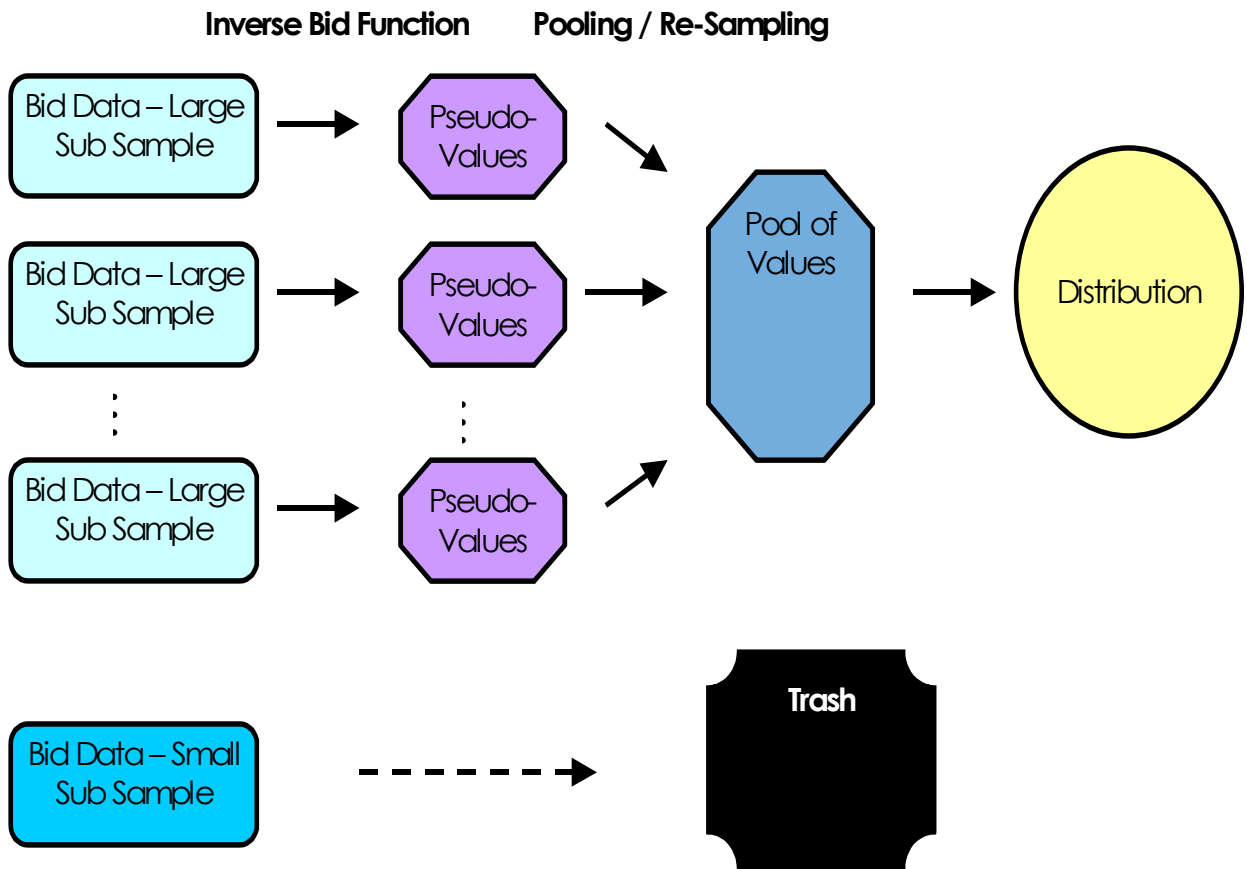 Inverse Bid Function
Pooling / Re-Sampling
Bid Data – Large
Sub Sample
Pseudo-
Values
Bid Data – Large
Sub Sample
Pseudo-
Values
Pool of
Values
Distribution
Bid Data – Large
Sub Sample
Pseudo-
Values
Trash
Bid Data – Small
Sub Sample